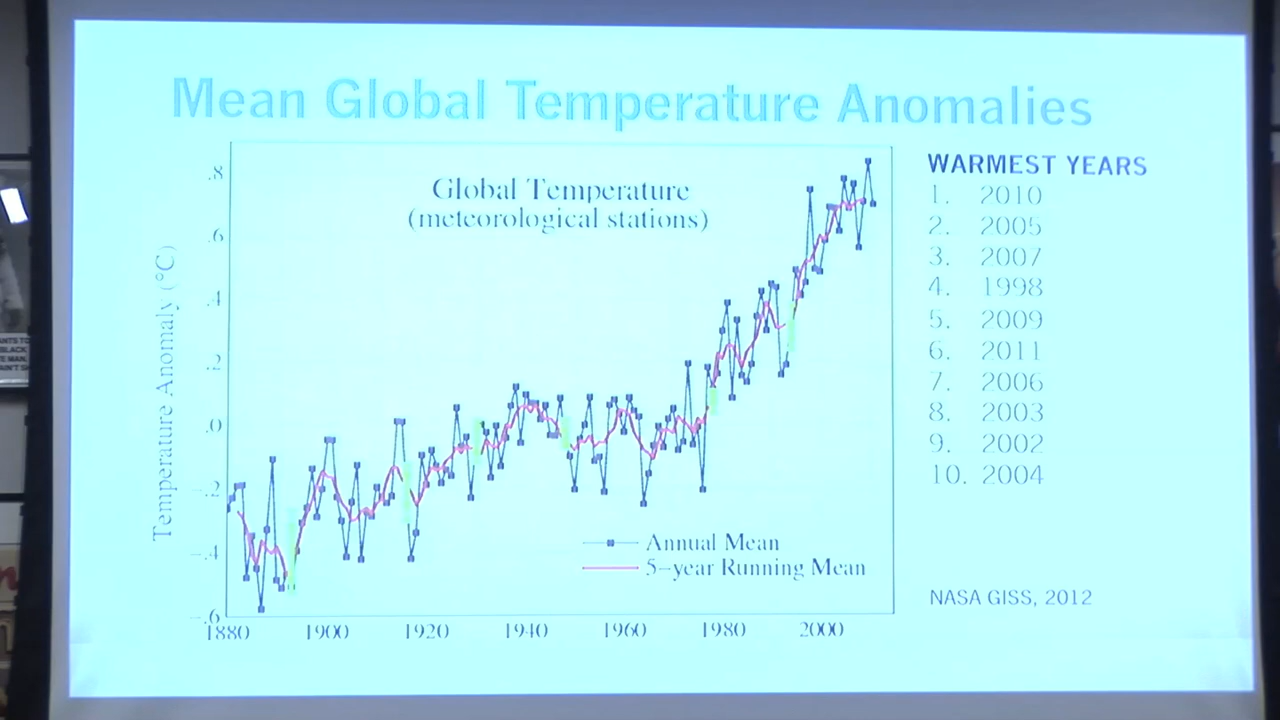 Mean Global Temperature Anomalies
Global Temperature
(meteorological stations)
Temperature Anomaly (°C)
.8
.6
.4
.2
.0
-.2
-.4
-.6
1880 1900 1920 1940 1960 1980 2000
Annual Mean
5-year Running Mean
WARMEST YEARS
1. 2010
2. 2005
3. 2007
4. 1998
5. 2009
6. 2011
7. 2006
8. 2003
9. 2002
10. 2004
NASA GISS, 2012
BLACK